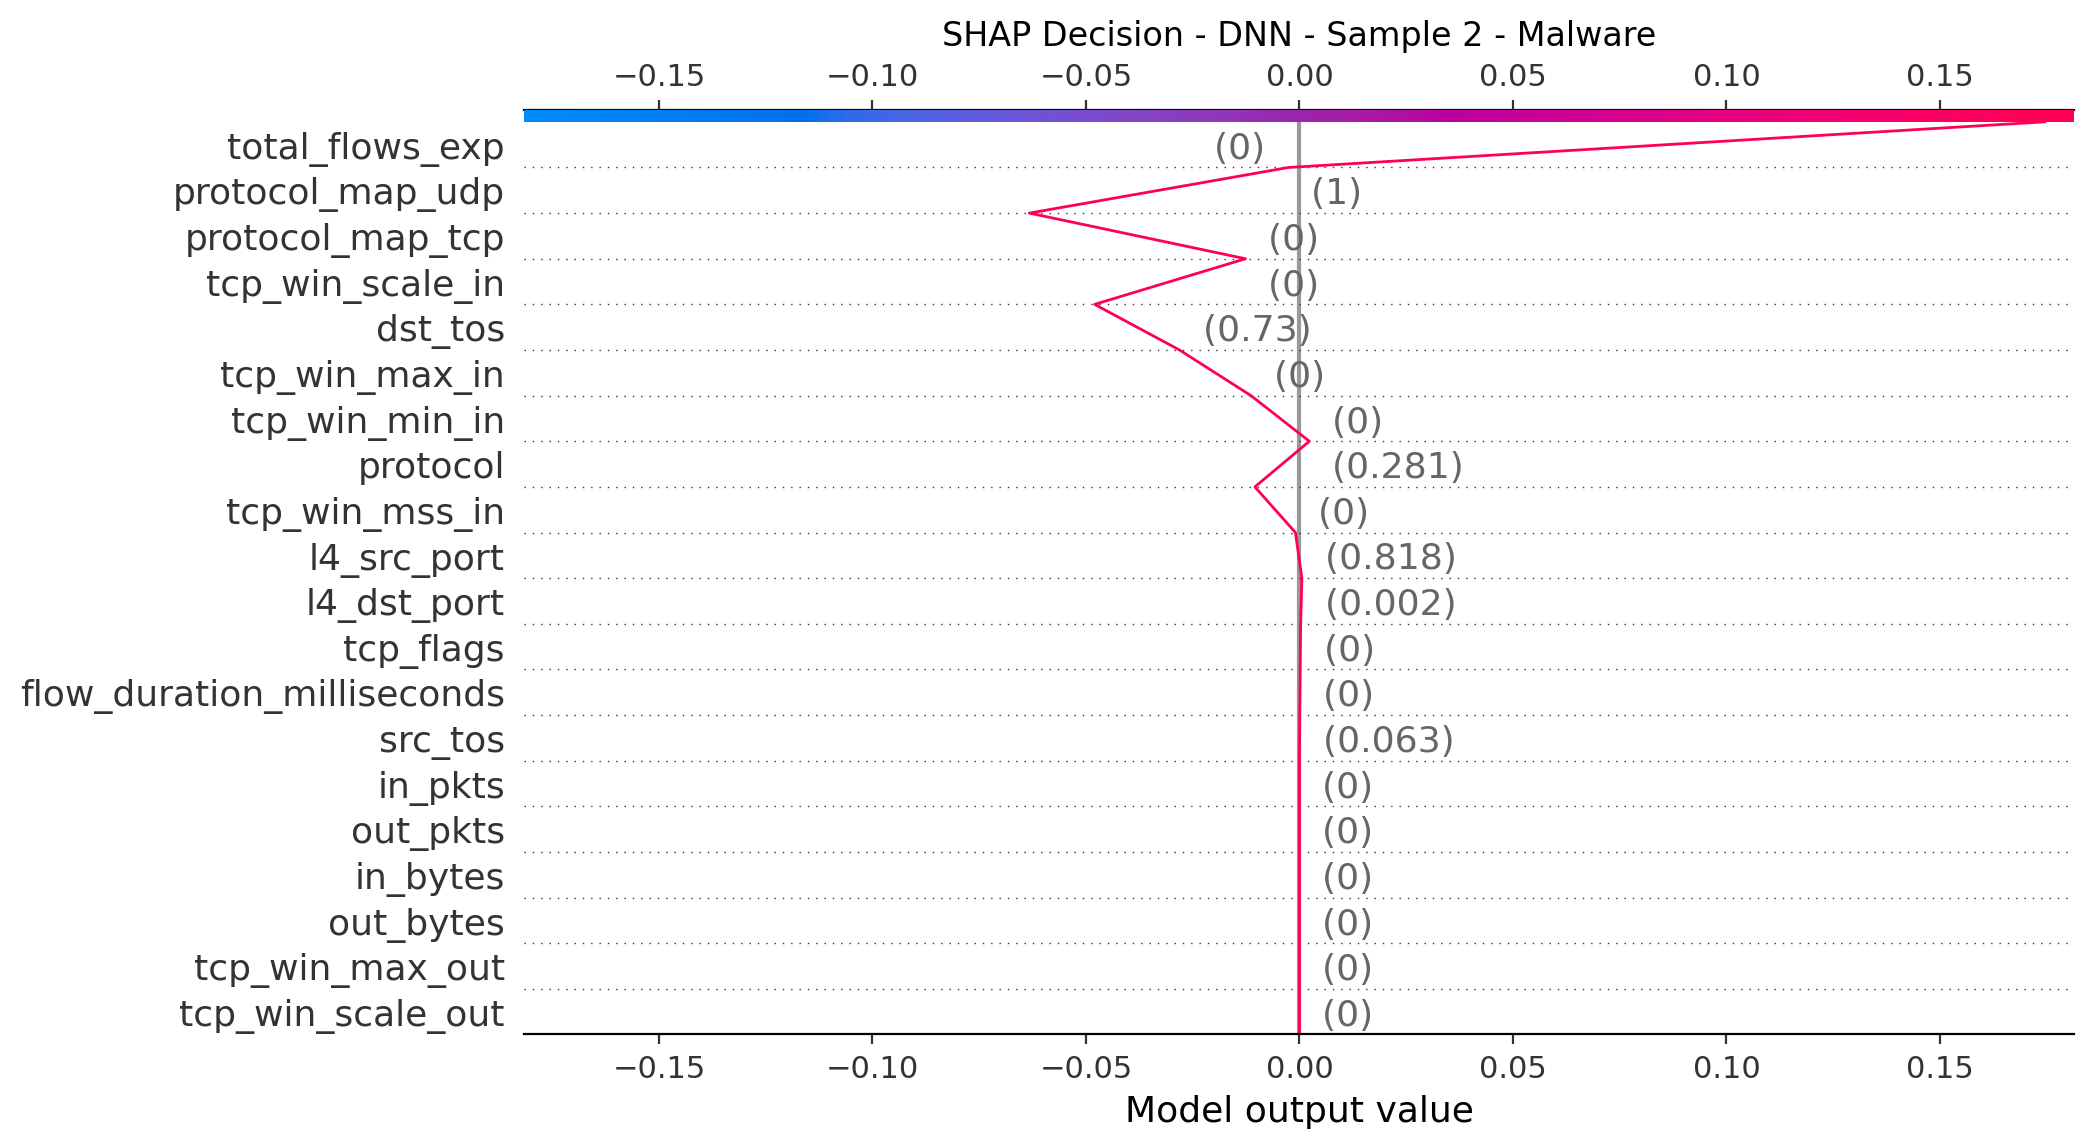 SHAP Decision - DNN - Sample 2 - Malware
−0.15 −0.10 −0.05 0.00 0.05 0.10 0.15
total_flows_exp (0)
protocol_map_udp (1)
protocol_map_tcp (0)
tcp_win_scale_in (0)
dst_tos (0.73)
tcp_win_max_in (0)
tcp_win_min_in (0)
protocol (0.281)
tcp_win_mss_in (0)
l4_src_port (0.818)
l4_dst_port (0.002)
tcp_flags (0)
flow_duration_milliseconds (0)
src_tos (0.063)
in_pkts (0)
out_pkts (0)
in_bytes (0)
out_bytes (0)
tcp_win_max_out (0)
tcp_win_scale_out (0)
−0.15 −0.10 −0.05 0.00 0.05 0.10 0.15
Model output value